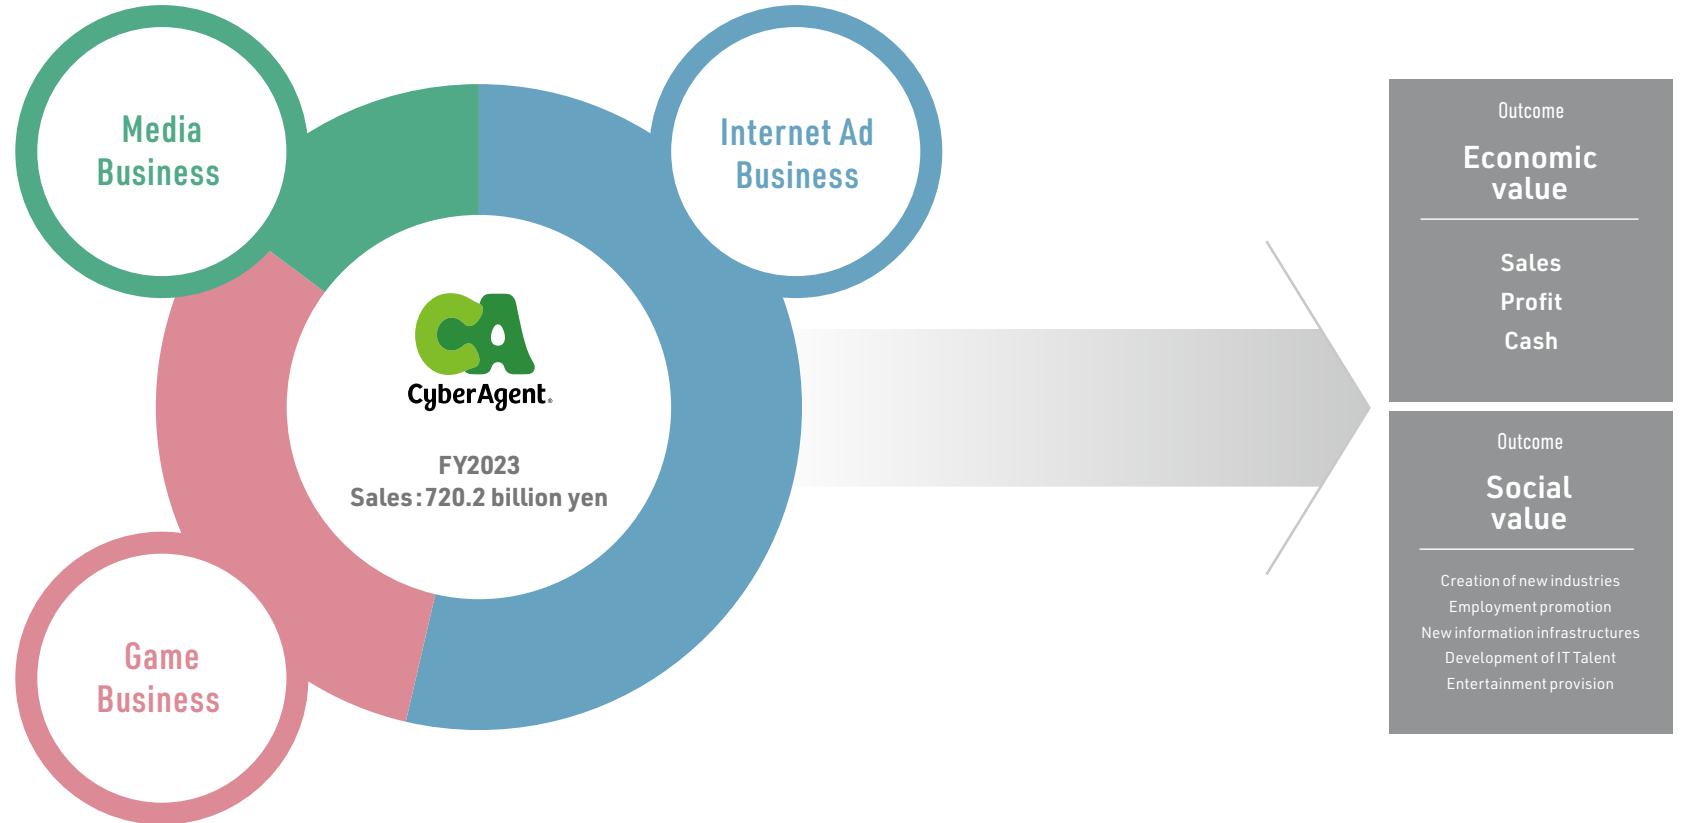 Media
Business
Internet Ad
Business
CA
CyberAgent®
FY2023
Sales:720.2 billion yen
Game
Business
Outcome
Economic
value
Sales
Profit
Cash
Outcome
Social
value
Creation of new industries
Employment promotion
New information infrastructures
Development of IT Talent
Entertainment provision